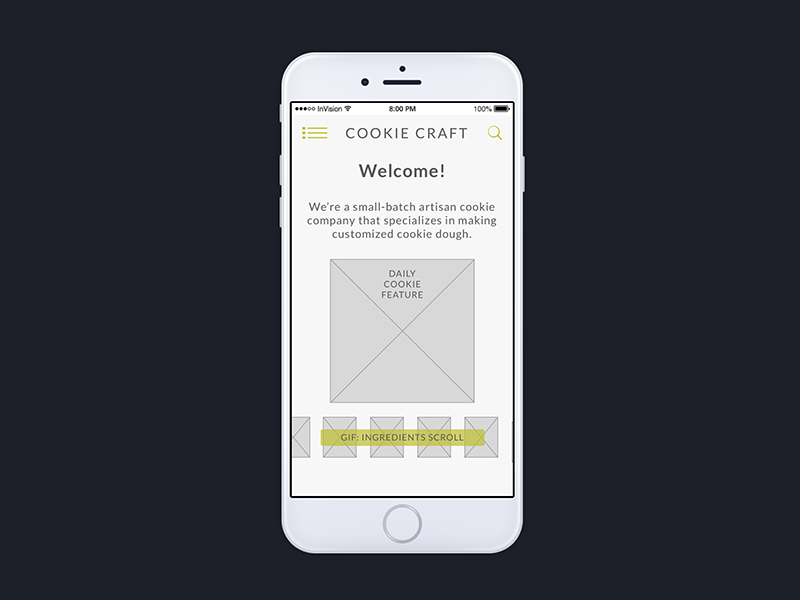 ●●●○○ InVision 8:00 PM 100%
COOKIE CRAFT
Welcome!
We're a small-batch artisan cookie
company that specializes in making
customized cookie dough.
DAILY
COOKIE
FEATURE
GIF: INGREDIENTS SCROLL